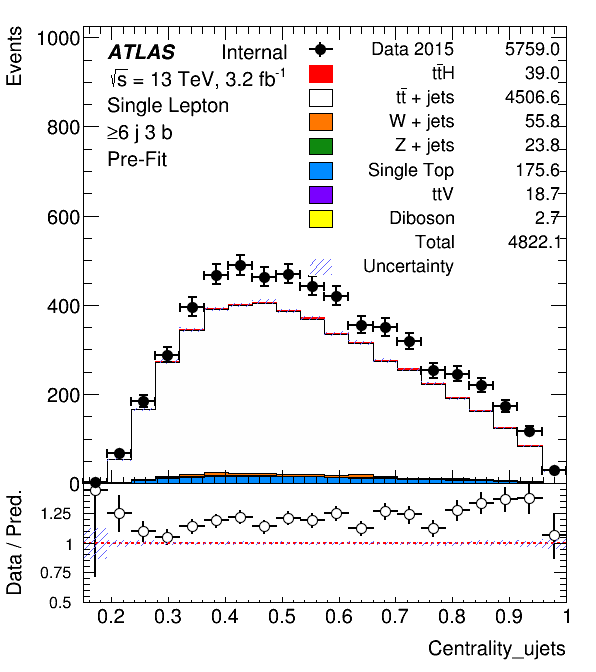 Events
1000
800
600
400
200
0
ATLAS Internal
√s = 13 TeV, 3.2 fb⁻¹
Single Lepton
≥6 j 3 b
Pre-Fit
Data 2015 5759.0
tt̄H 39.0
tt̄ + jets 4506.6
W + jets 55.8
Z + jets 23.8
Single Top 175.6
ttV 18.7
Diboson 2.7
Total 4822.1
Uncertainty
Data / Pred.
1.25
1
0.75
0.5
0.2 0.3 0.4 0.5 0.6 0.7 0.8 0.9 1
Centrality_ujets